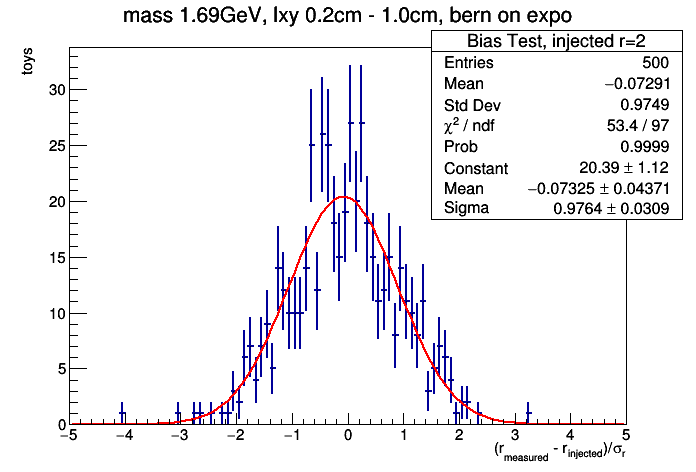 mass 1.69GeV, lxy 0.2cm - 1.0cm, bern on expo
Bias Test, injected r=2
Entries 500
Mean −0.07291
Std Dev 0.9749
χ² / ndf 53.4 / 97
Prob 0.9999
Constant 20.39 ± 1.12
Mean −0.07325 ± 0.04371
Sigma 0.9764 ± 0.0309
toys
30
25
20
15
10
5
0
−5 −4 −3 −2 −1 0 1 2 3 4 5
(r_measured - r_injected)/σ_r